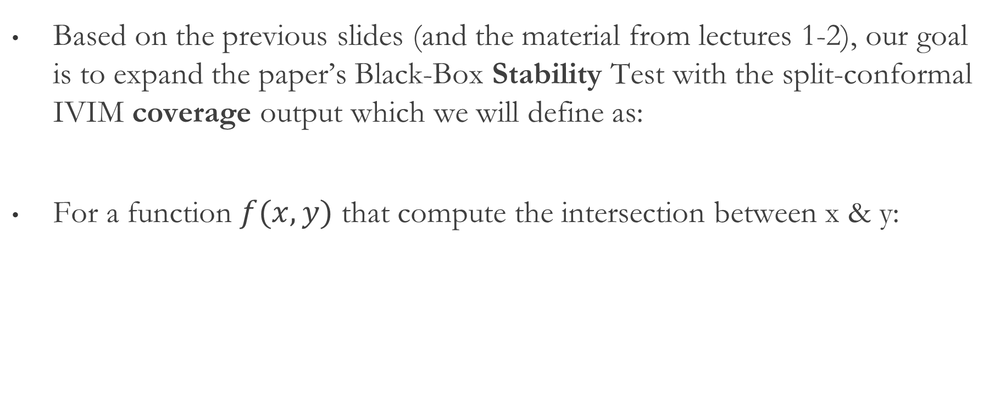 • Based on the previous slides (and the material from lectures 1-2), our goal
is to expand the paper’s Black-Box Stability Test with the split-conformal
IVIM coverage output which we will define as:
• For a function 𝑓(𝑥, 𝑦) that compute the intersection between x & y: